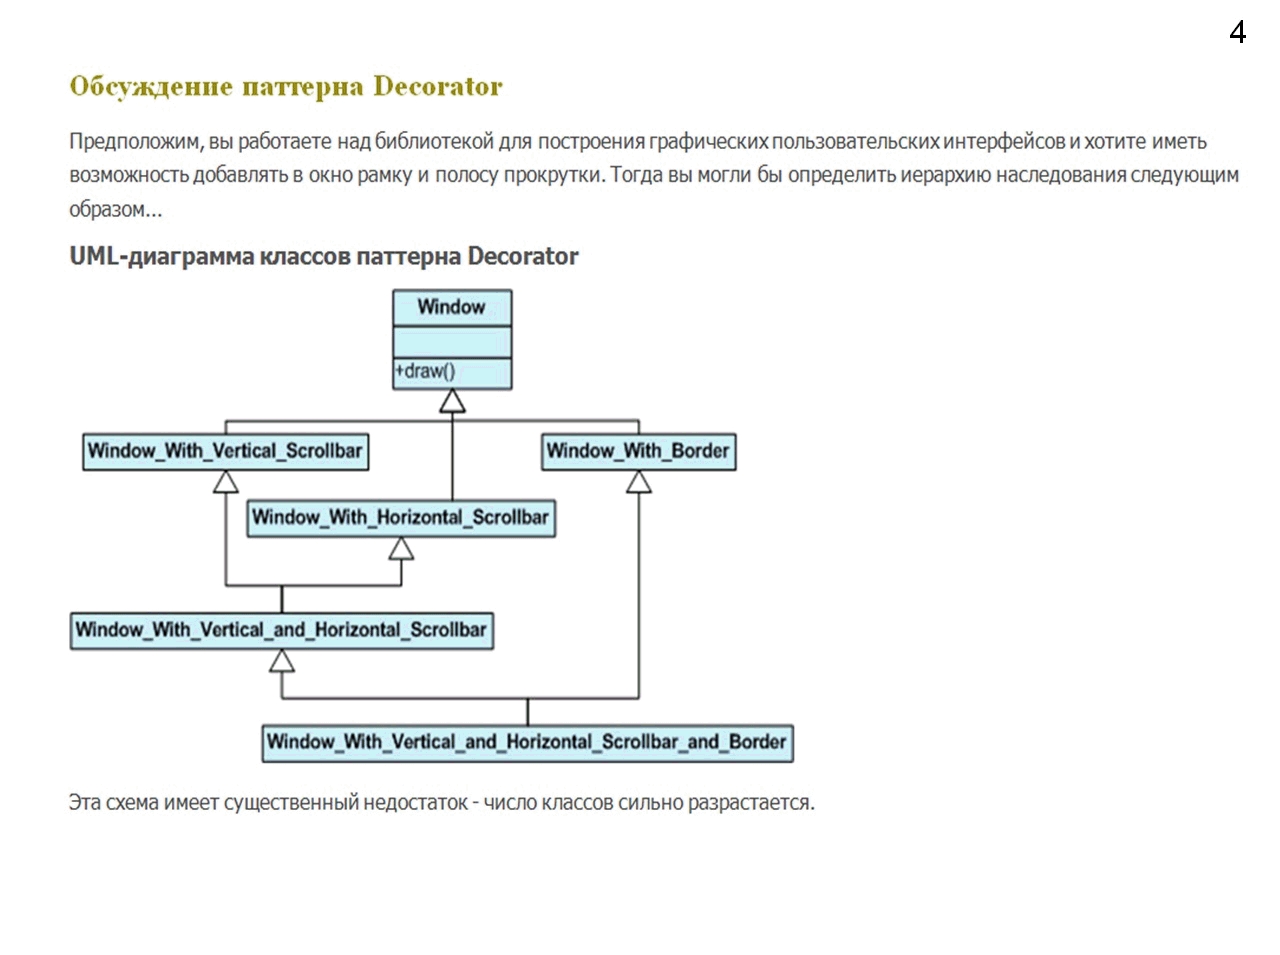 4
Обсуждение паттерна Decorator
Предположим, вы работаете над библиотекой для построения графических пользовательских интерфейсов и хотите иметь
возможность добавлять в окно рамку и полосу прокрутки. Тогда вы могли бы определить иерархию наследования следующим
образом...
UML-диаграмма классов паттерна Decorator
Window
+draw()
Window_With_Vertical_Scrollbar
Window_With_Border
Window_With_Horizontal_Scrollbar
Window_With_Vertical_and_Horizontal_Scrollbar
Window_With_Vertical_and_Horizontal_Scrollbar_and_Border
Эта схема имеет существенный недостаток - число классов сильно разрастается.